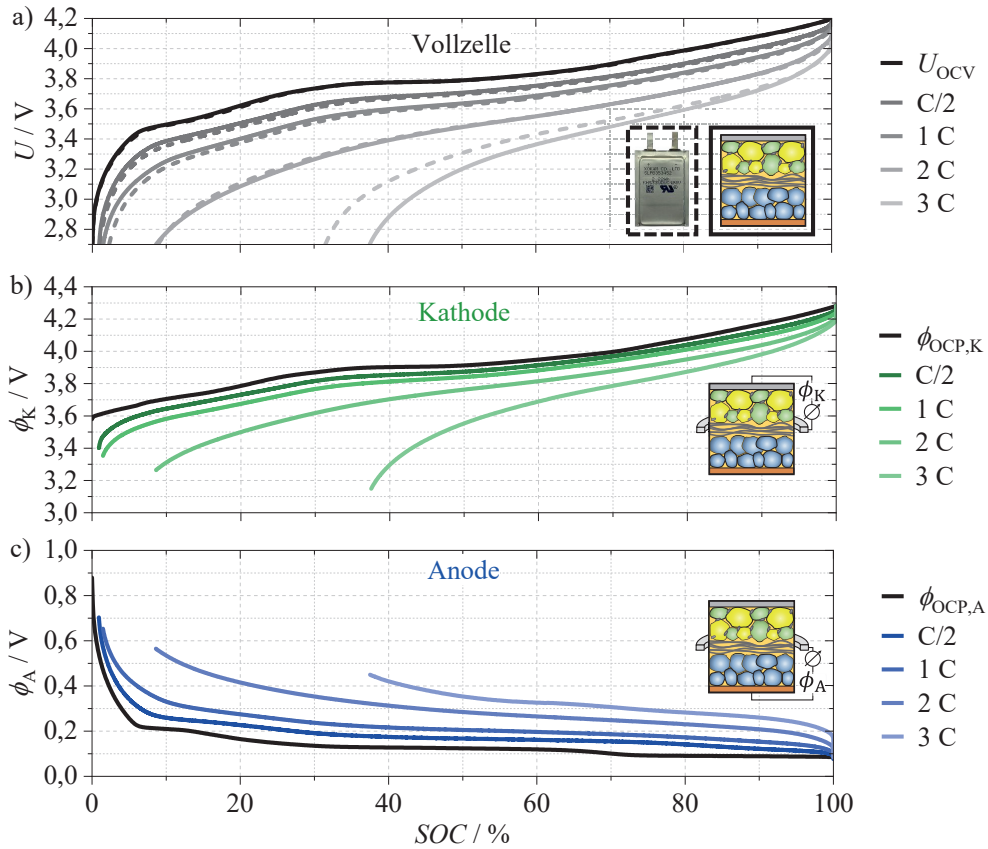 a)
4,2
4,0
3,8
3,6
3,4
3,2
3,0
2,8
U / V
Vollzelle
U_OCV
C/2
1 C
2 C
3 C
b)
4,4
4,2
4,0
3,8
3,6
3,4
3,2
3,0
ϕ_K / V
Kathode
ϕ_K
ϕ_OCP,K
C/2
1 C
2 C
3 C
c)
1,0
0,8
0,6
0,4
0,2
0,0
ϕ_A / V
Anode
ϕ_A
ϕ_OCP,A
C/2
1 C
2 C
3 C
0 20 40 60 80 100
SOC / %